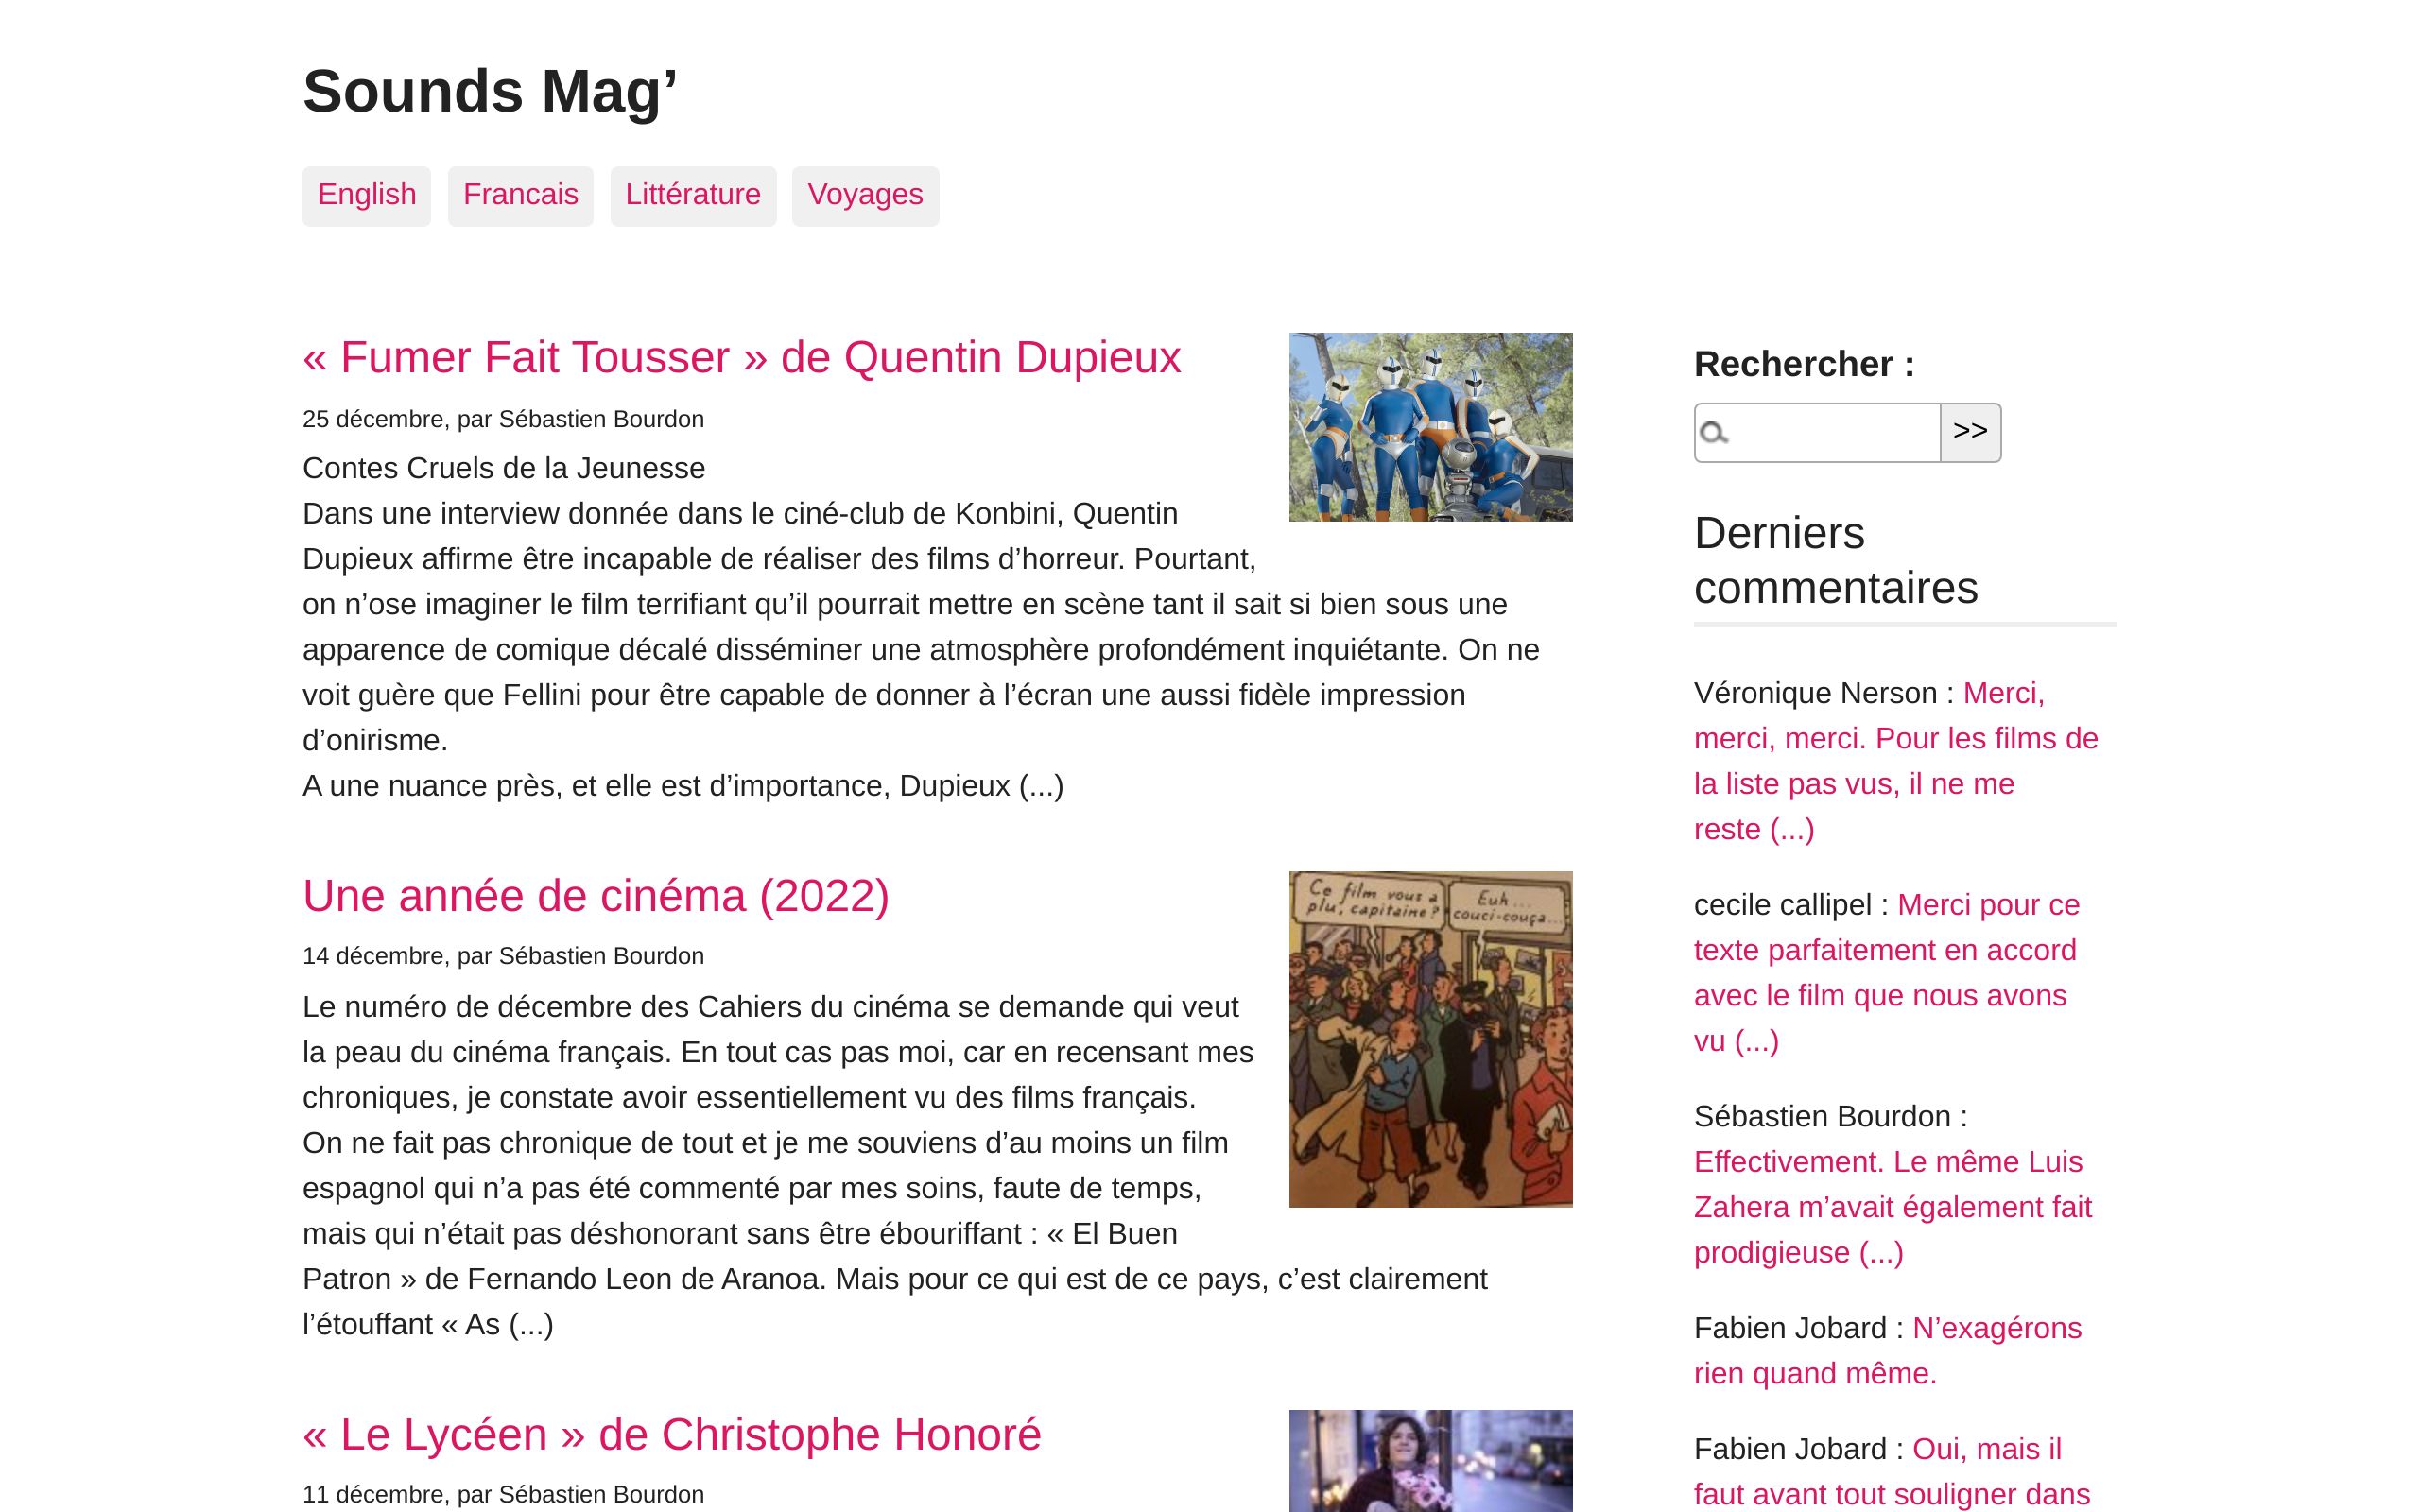 Sounds Mag’
English Francais Littérature Voyages
« Fumer Fait Tousser » de Quentin Dupieux
25 décembre, par Sébastien Bourdon
Contes Cruels de la Jeunesse
Dans une interview donnée dans le ciné-club de Konbini, Quentin
Dupieux affirme être incapable de réaliser des films d’horreur. Pourtant,
on n’ose imaginer le film terrifiant qu’il pourrait mettre en scène tant il sait si bien sous une
apparence de comique décalé disséminer une atmosphère profondément inquiétante. On ne
voit guère que Fellini pour être capable de donner à l’écran une aussi fidèle impression
d’onirisme.
A une nuance près, et elle est d’importance, Dupieux (...)
Une année de cinéma (2022)
14 décembre, par Sébastien Bourdon
Le numéro de décembre des Cahiers du cinéma se demande qui veut
la peau du cinéma français. En tout cas pas moi, car en recensant mes
chroniques, je constate avoir essentiellement vu des films français.
On ne fait pas chronique de tout et je me souviens d’au moins un film
espagnol qui n’a pas été commenté par mes soins, faute de temps,
mais qui n’était pas déshonorant sans être ébouriffant : « El Buen
Patron » de Fernando Leon de Aranoa. Mais pour ce qui est de ce pays, c’est clairement
l’étouffant « As (...)
Ce film vous a
plu, capitaine ?
Euh...
couci-couça...
« Le Lycéen » de Christophe Honoré
11 décembre, par Sébastien Bourdon
Rechercher :
>>
Derniers
commentaires
Véronique Nerson : Merci,
merci, merci. Pour les films de
la liste pas vus, il ne me
reste (...)
cecile callipel : Merci pour ce
texte parfaitement en accord
avec le film que nous avons
vu (...)
Sébastien Bourdon :
Effectivement. Le même Luis
Zahera m’avait également fait
prodigieuse (...)
Fabien Jobard : N’exagérons
rien quand même.
Fabien Jobard : Oui, mais il
faut avant tout souligner dans